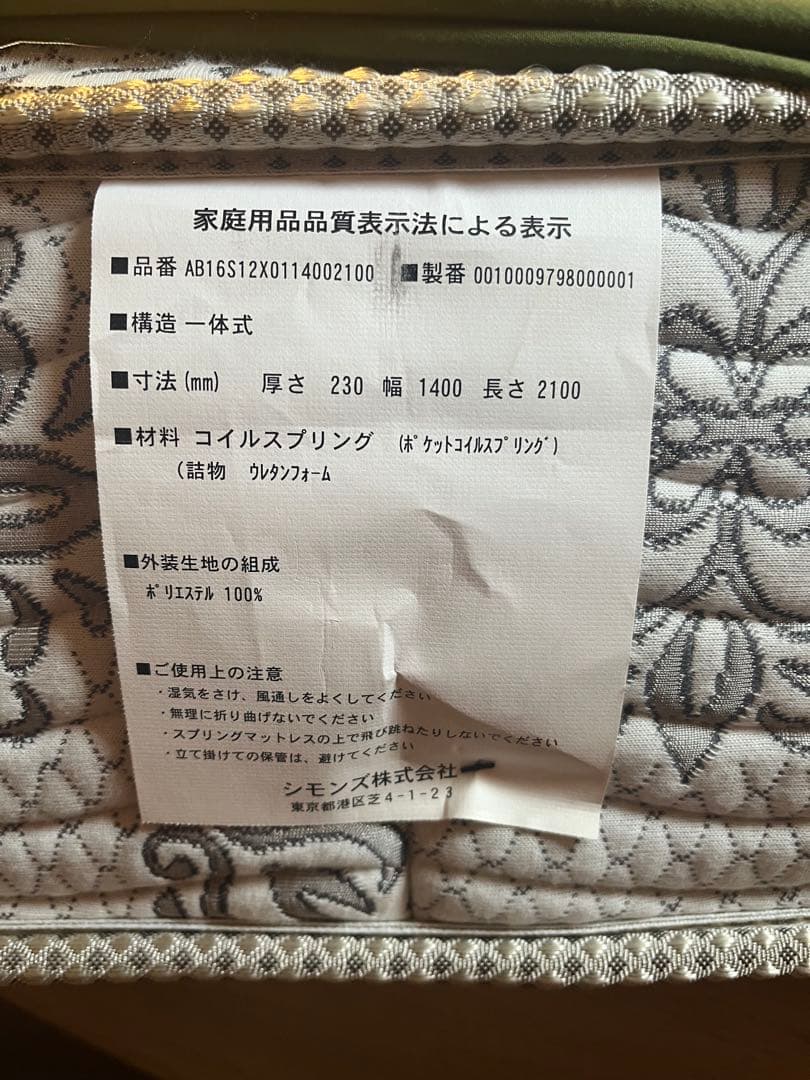 家庭用品品質表示法による表示
■品番 AB16S12X0114002100 ■製番 0010009798000001
■構造 一体式
■寸法(mm) 厚さ 230 幅 1400 長さ 2100
■材料 コイルスプリング (ﾎﾟｹｯﾄｺｲﾙｽﾌﾟﾘﾝｸﾞ)
(詰物 ｳﾚﾀﾝﾌｫｰﾑ
■外装生地の組成
ﾎﾟﾘｴｽﾃﾙ 100%
■ご使用上の注意
・湿気をさけ、風通しをよくしてください
・無理に折り曲げないでください
・スプリングマットレスの上で飛び跳ねたりしないでください
・立て掛けての保管は、避けてください
シモンズ株式会社
東京都港区芝4-1-23